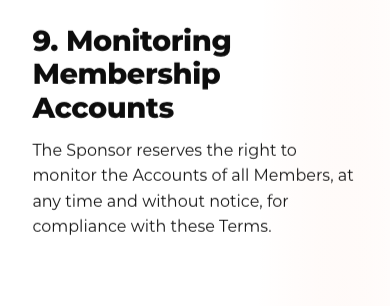 9. Monitoring
Membership
Accounts
The Sponsor reserves the right to
monitor the Accounts of all Members, at
any time and without notice, for
compliance with these Terms.